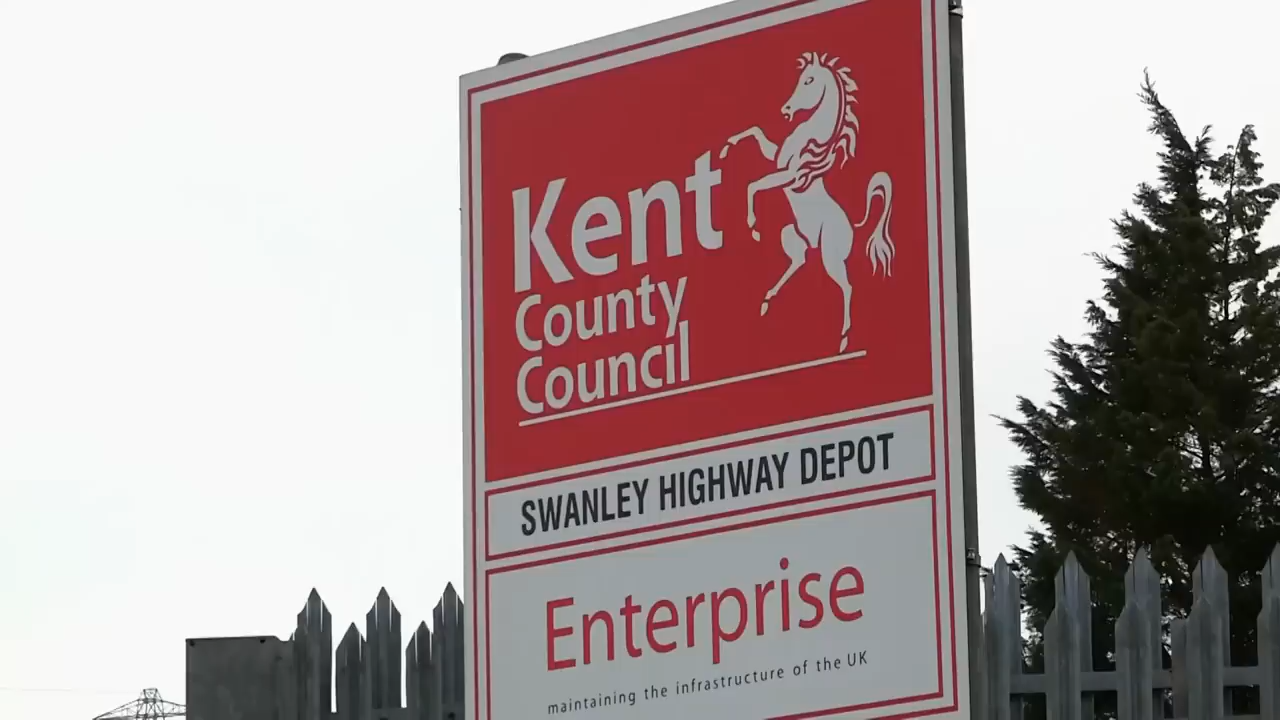 Kent
County
Council
SWANLEY HIGHWAY DEPOT
Enterprise
maintaining the infrastructure of the UK